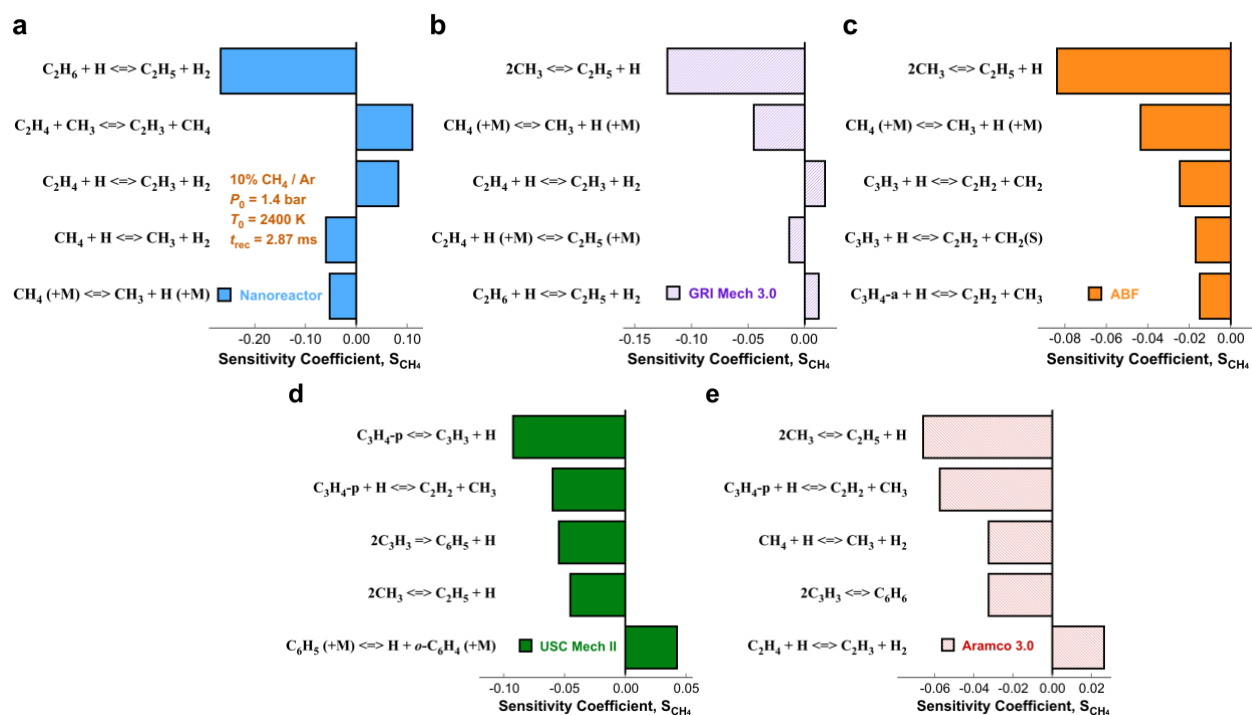 a
C₂H₆ + H <=> C₂H₅ + H₂
C₂H₄ + CH₃ <=> C₂H₃ + CH₄
C₂H₄ + H <=> C₂H₃ + H₂
CH₄ + H <=> CH₃ + H₂
CH₄ (+M) <=> CH₃ + H (+M)
10% CH₄ / Ar
P₀ = 1.4 bar
T₀ = 2400 K
t_rec = 2.87 ms
Nanoreactor
-0.20 -0.10 0.00 0.10
Sensitivity Coefficient, S_CH₄
b
2CH₃ <=> C₂H₅ + H
CH₄ (+M) <=> CH₃ + H (+M)
C₂H₄ + H <=> C₂H₃ + H₂
C₂H₄ + H (+M) <=> C₂H₅ (+M)
C₂H₆ + H <=> C₂H₅ + H₂
GRI Mech 3.0
-0.15 -0.10 -0.05 0.00
Sensitivity Coefficient, S_CH₄
c
2CH₃ <=> C₂H₅ + H
CH₄ (+M) <=> CH₃ + H (+M)
C₃H₃ + H <=> C₂H₂ + CH₂
C₃H₃ + H <=> C₂H₂ + CH₂(S)
C₃H₄-a + H <=> C₂H₂ + CH₃
ABF
-0.08 -0.06 -0.04 -0.02 0.00
Sensitivity Coefficient, S_CH₄
d
C₃H₄-p <=> C₃H₃ + H
C₃H₄-p + H <=> C₂H₂ + CH₃
2C₃H₃ => C₆H₅ + H
2CH₃ <=> C₂H₅ + H
C₆H₅ (+M) <=> H + o-C₆H₄ (+M)
USC Mech II
-0.10 -0.05 0.00 0.05
Sensitivity Coefficient, S_CH₄
e
2CH₃ <=> C₂H₅ + H
C₃H₄-p + H <=> C₂H₂ + CH₃
CH₄ + H <=> CH₃ + H₂
2C₃H₃ <=> C₆H₆
C₂H₄ + H <=> C₂H₃ + H₂
Aramco 3.0
-0.06 -0.04 -0.02 0.00 0.02
Sensitivity Coefficient, S_CH₄